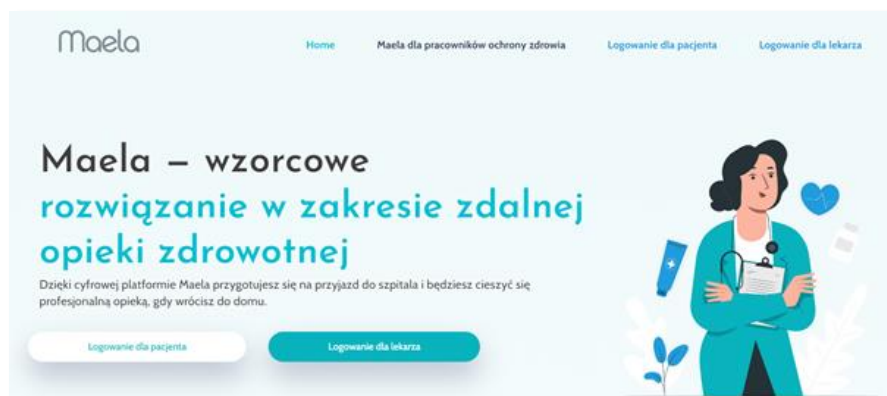 Maela
Home
Maela dla pracowników ochrony zdrowia
Logowanie dla pacjenta
Logowanie dla lekarza
Maela – wzorcowe
rozwiązanie w zakresie zdalnej
opieki zdrowotnej
Dzięki cyfrowej platformie Maela przygotujesz się na przyjazd do szpitala i będziesz cieszyć się
profesjonalną opieką, gdy wrócisz do domu.
Logowanie dla pacjenta
Logowanie dla lekarza